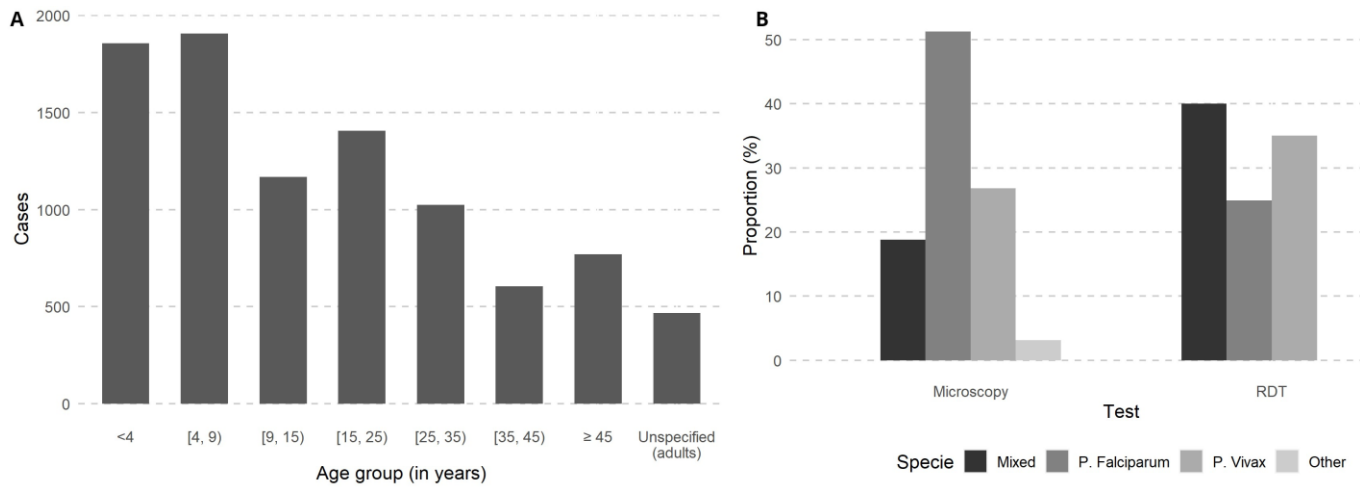 A
2000
1500
1000
500
0
Cases
<4
[4, 9)
[9, 15)
[15, 25)
[25, 35)
[35, 45)
≥ 45
Unspecified
(adults)
Age group (in years)
B
50
40
30
20
10
0
Proportion (%)
Microscopy
RDT
Test
Specie
Mixed
P. Falciparum
P. Vivax
Other